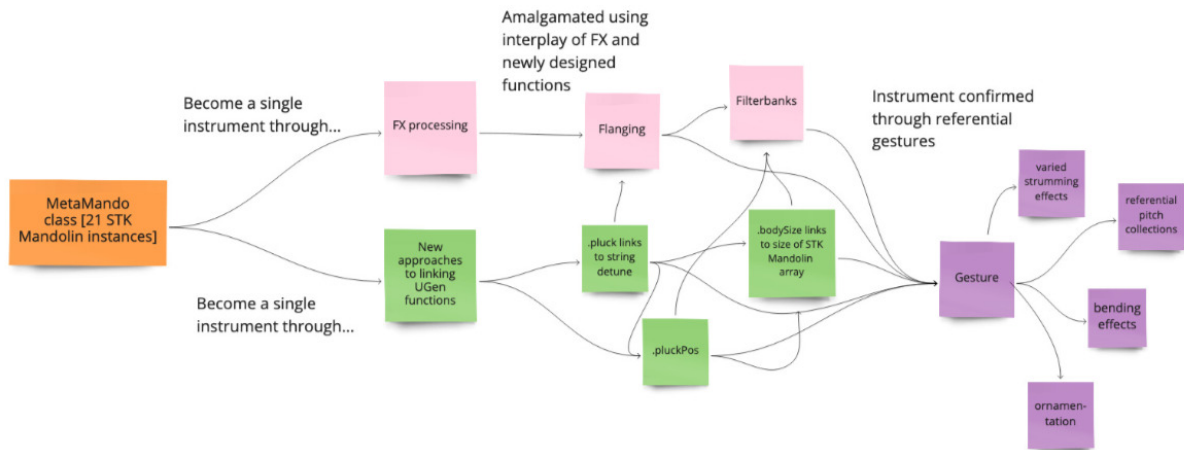 Amalgamated using
interplay of FX and
newly designed
functions
Become a single
instrument through...
FX processing
Flanging
Filterbanks
Instrument confirmed
through referential
gestures
MetaMando
class [21 STK
Mandolin instances]
Become a single
instrument through...
New
approaches
to linking
UGen
functions
.pluck links
to string
detune
.bodySize links
to size of STK
Mandolin
array
.pluckPos
Gesture
varied
strumming
effects
referential
pitch
collections
bending
effects
ornamen-
tation